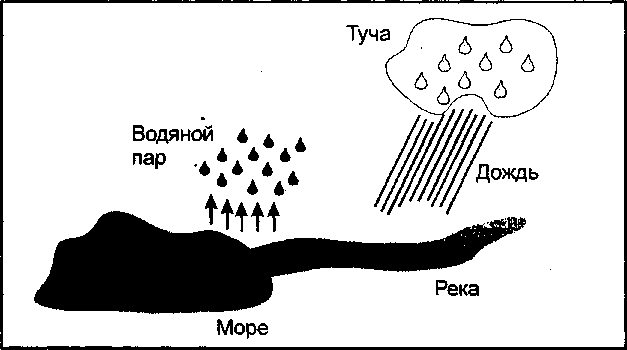 Туча
Водяной
пар
Дождь
Река
Море